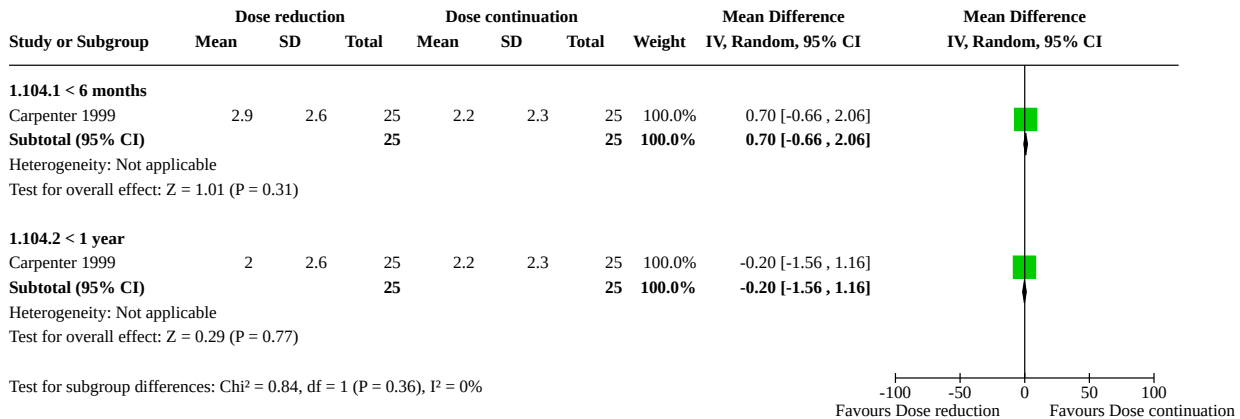 Dose reduction Dose continuation Mean Difference Mean Difference
Study or Subgroup Mean SD Total Mean SD Total Weight IV, Random, 95% CI IV, Random, 95% CI
1.104.1 < 6 months
Carpenter 1999 2.9 2.6 25 2.2 2.3 25 100.0% 0.70 [-0.66 , 2.06]
Subtotal (95% CI) 25 25 100.0% 0.70 [-0.66 , 2.06]
Heterogeneity: Not applicable
Test for overall effect: Z = 1.01 (P = 0.31)
1.104.2 < 1 year
Carpenter 1999 2 2.6 25 2.2 2.3 25 100.0% -0.20 [-1.56 , 1.16]
Subtotal (95% CI) 25 25 100.0% -0.20 [-1.56 , 1.16]
Heterogeneity: Not applicable
Test for overall effect: Z = 0.29 (P = 0.77)
Test for subgroup differences: Chi² = 0.84, df = 1 (P = 0.36), I² = 0%
-100 -50 0 50 100
Favours Dose reduction Favours Dose continuation